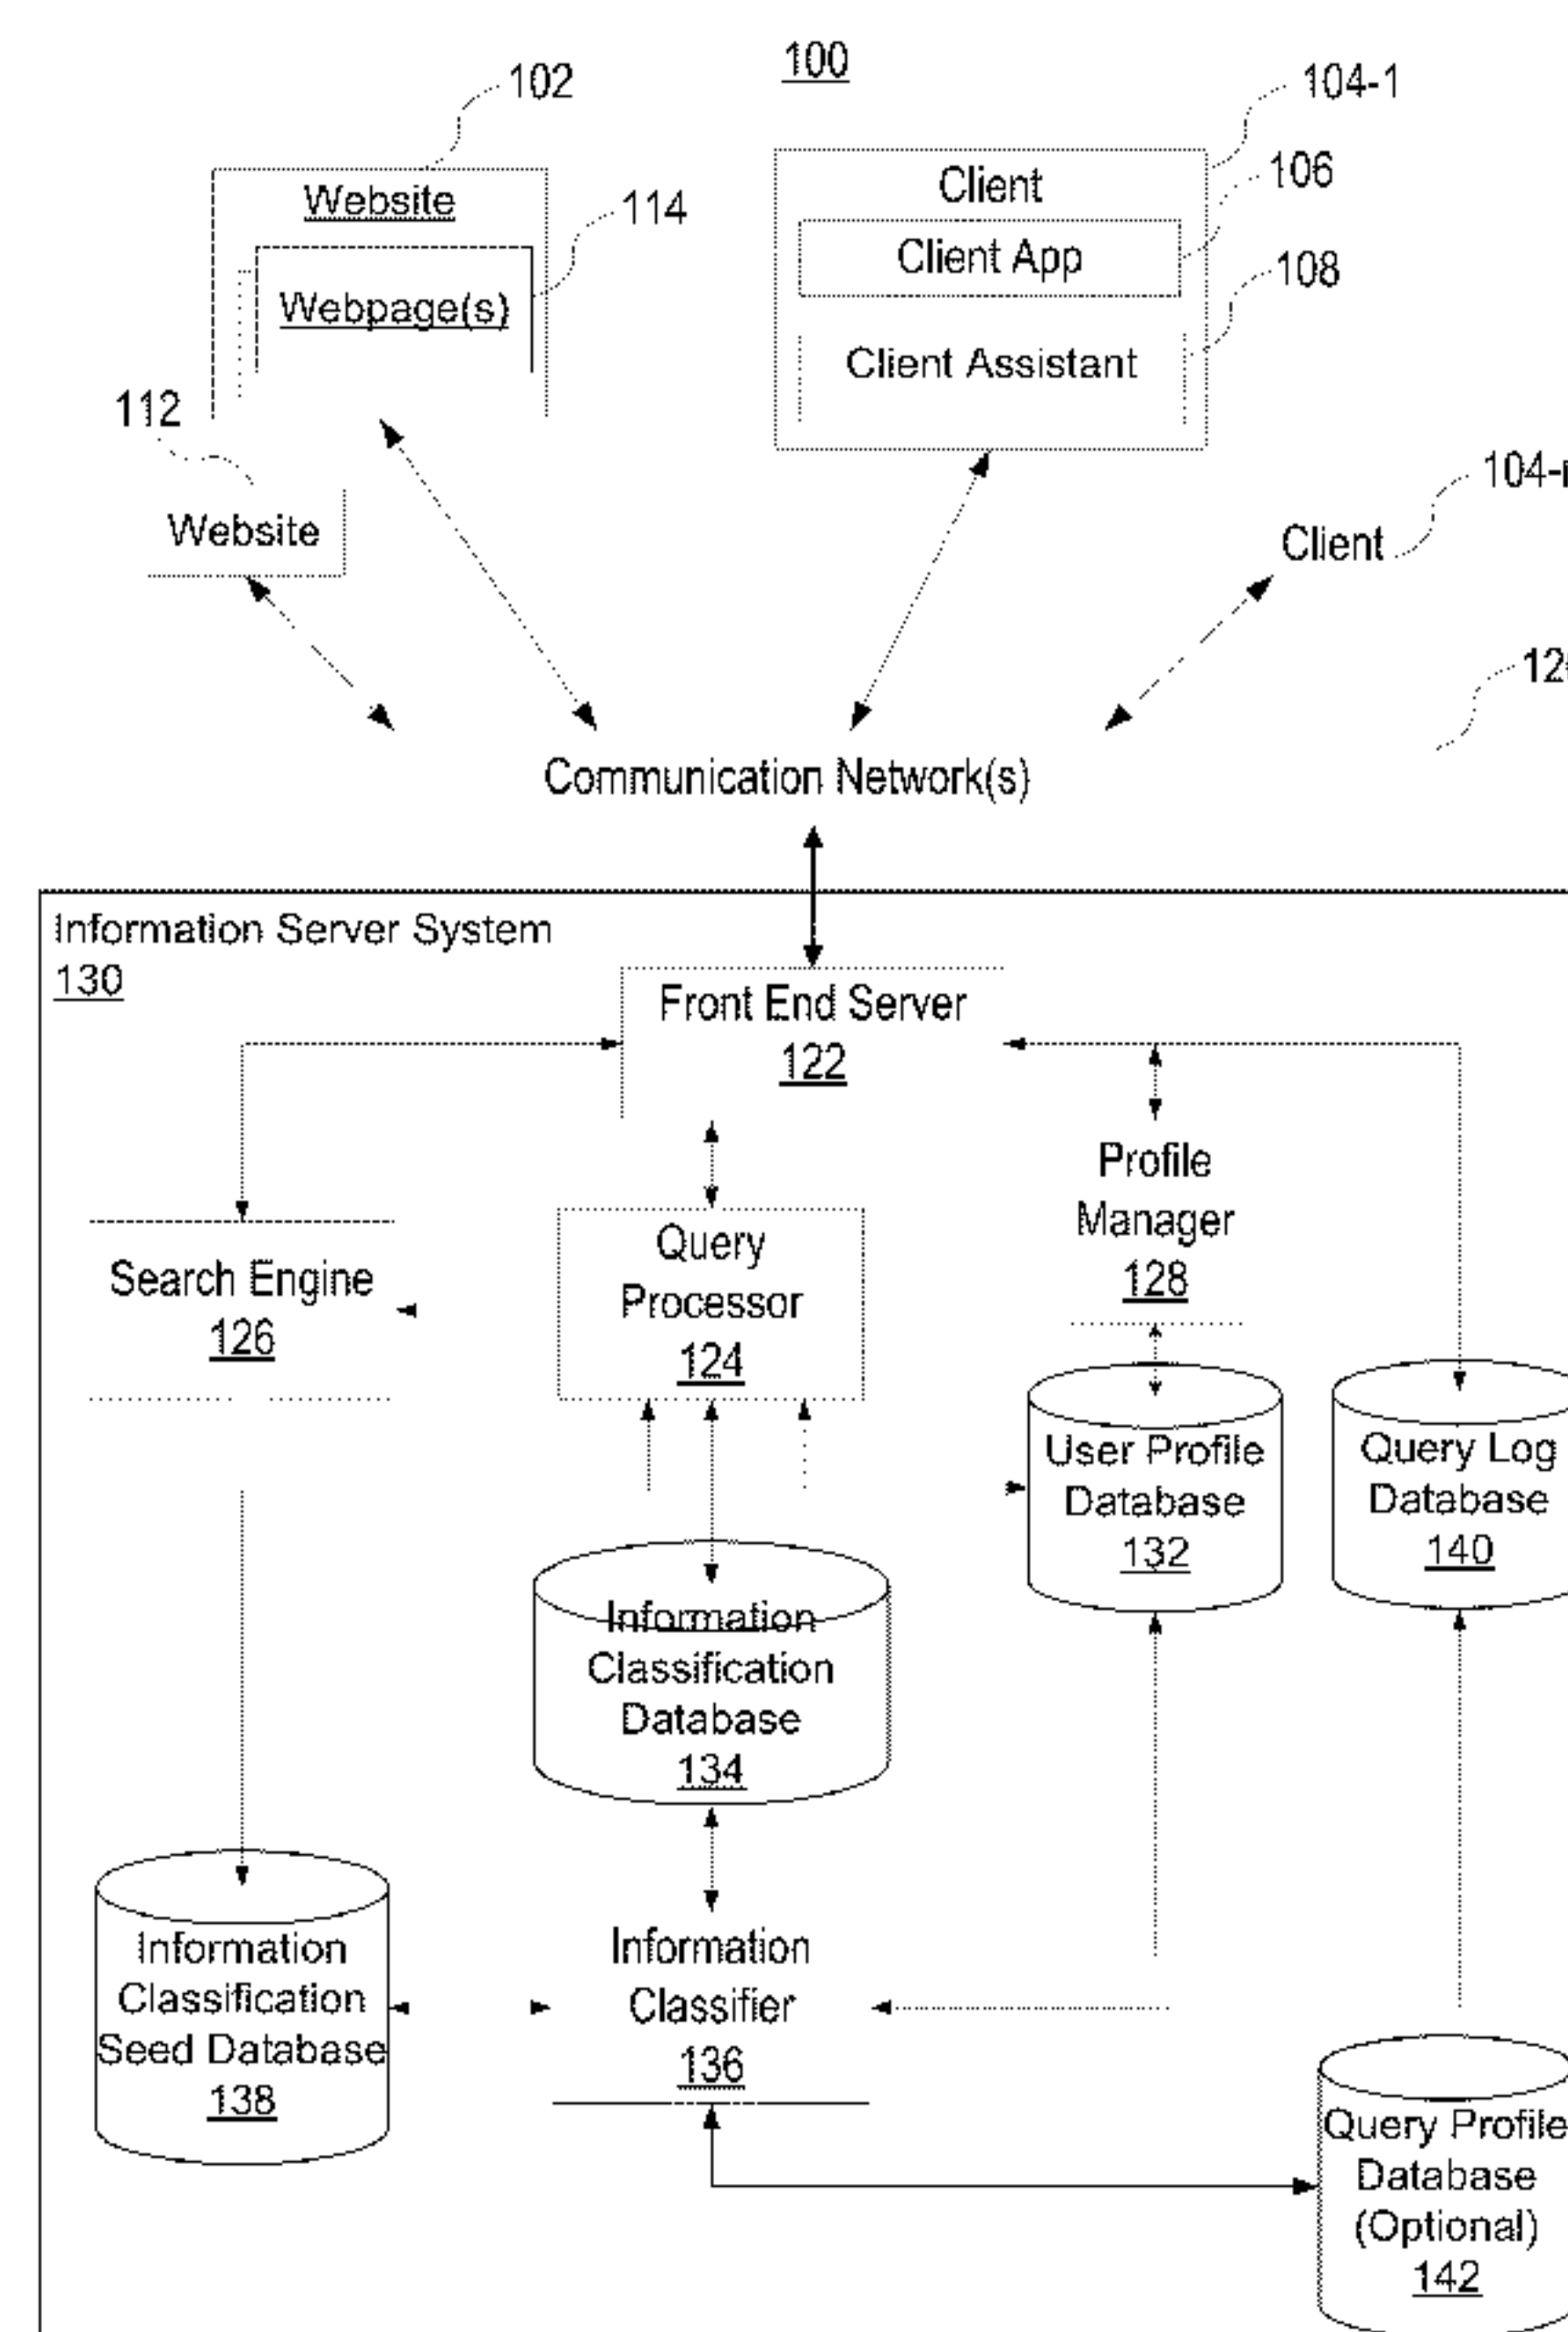 100
102
104-1
Website
Client
106
114
Client App
108
Webpage(s)
Client Assistant
112
Website
Client
Communication Network(s)
Information Server System
130
Front End Server
122
Profile
Manager
128
Query
Processor
124
Search Engine
126
User Profile
Database
132
Query Log
Database
140
Information
Classification
Database
134
Information
Classification
Seed Database
138
Information
Classifier
136
Query Profile
Database
(Optional)
142